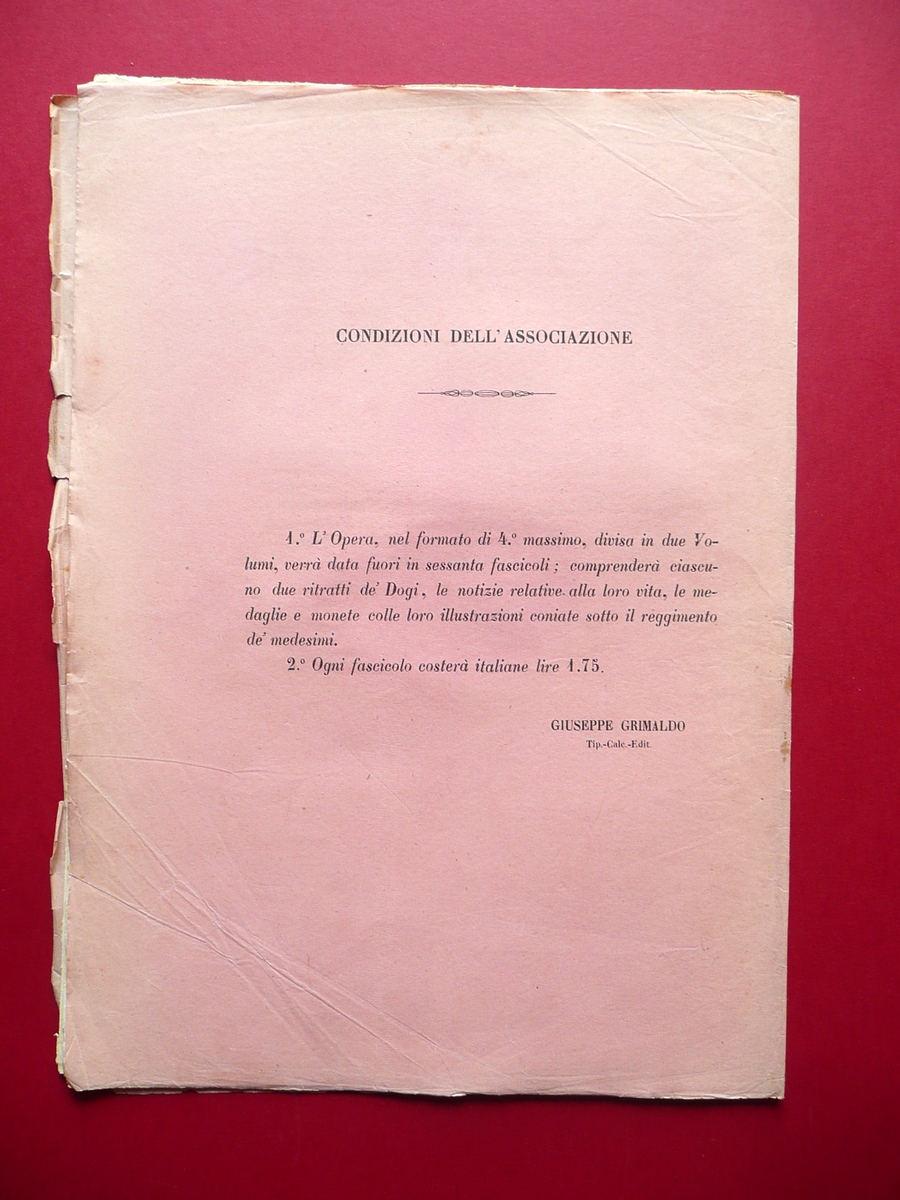 CONDIZIONI DELL'ASSOCIAZIONE
1.º L'Opera, nel formato di 4.º massimo, divisa in due Vo-
lumi, verrà data fuori in sessanta fascicoli; comprenderà ciascu-
no due ritratti de' Dogi, le notizie relative alla loro vita, le me-
daglie e monete colle loro illustrazioni coniate sotto il reggimento
de' medesimi.
2.º Ogni fascicolo costerà italiane lire 1.75.
GIUSEPPE GRIMALDO
Tip.-Calc.-Edit.